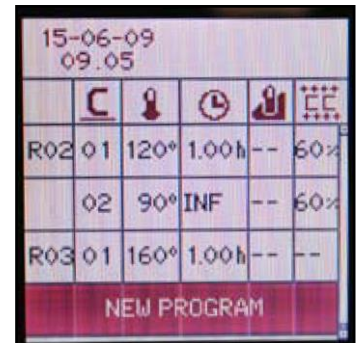 15-06-09
09.05
C
R02 01 120° 1.00h -- 60%
02 90° INF -- 60%
R03 01 160° 1.00h -- --
NEW PROGRAM